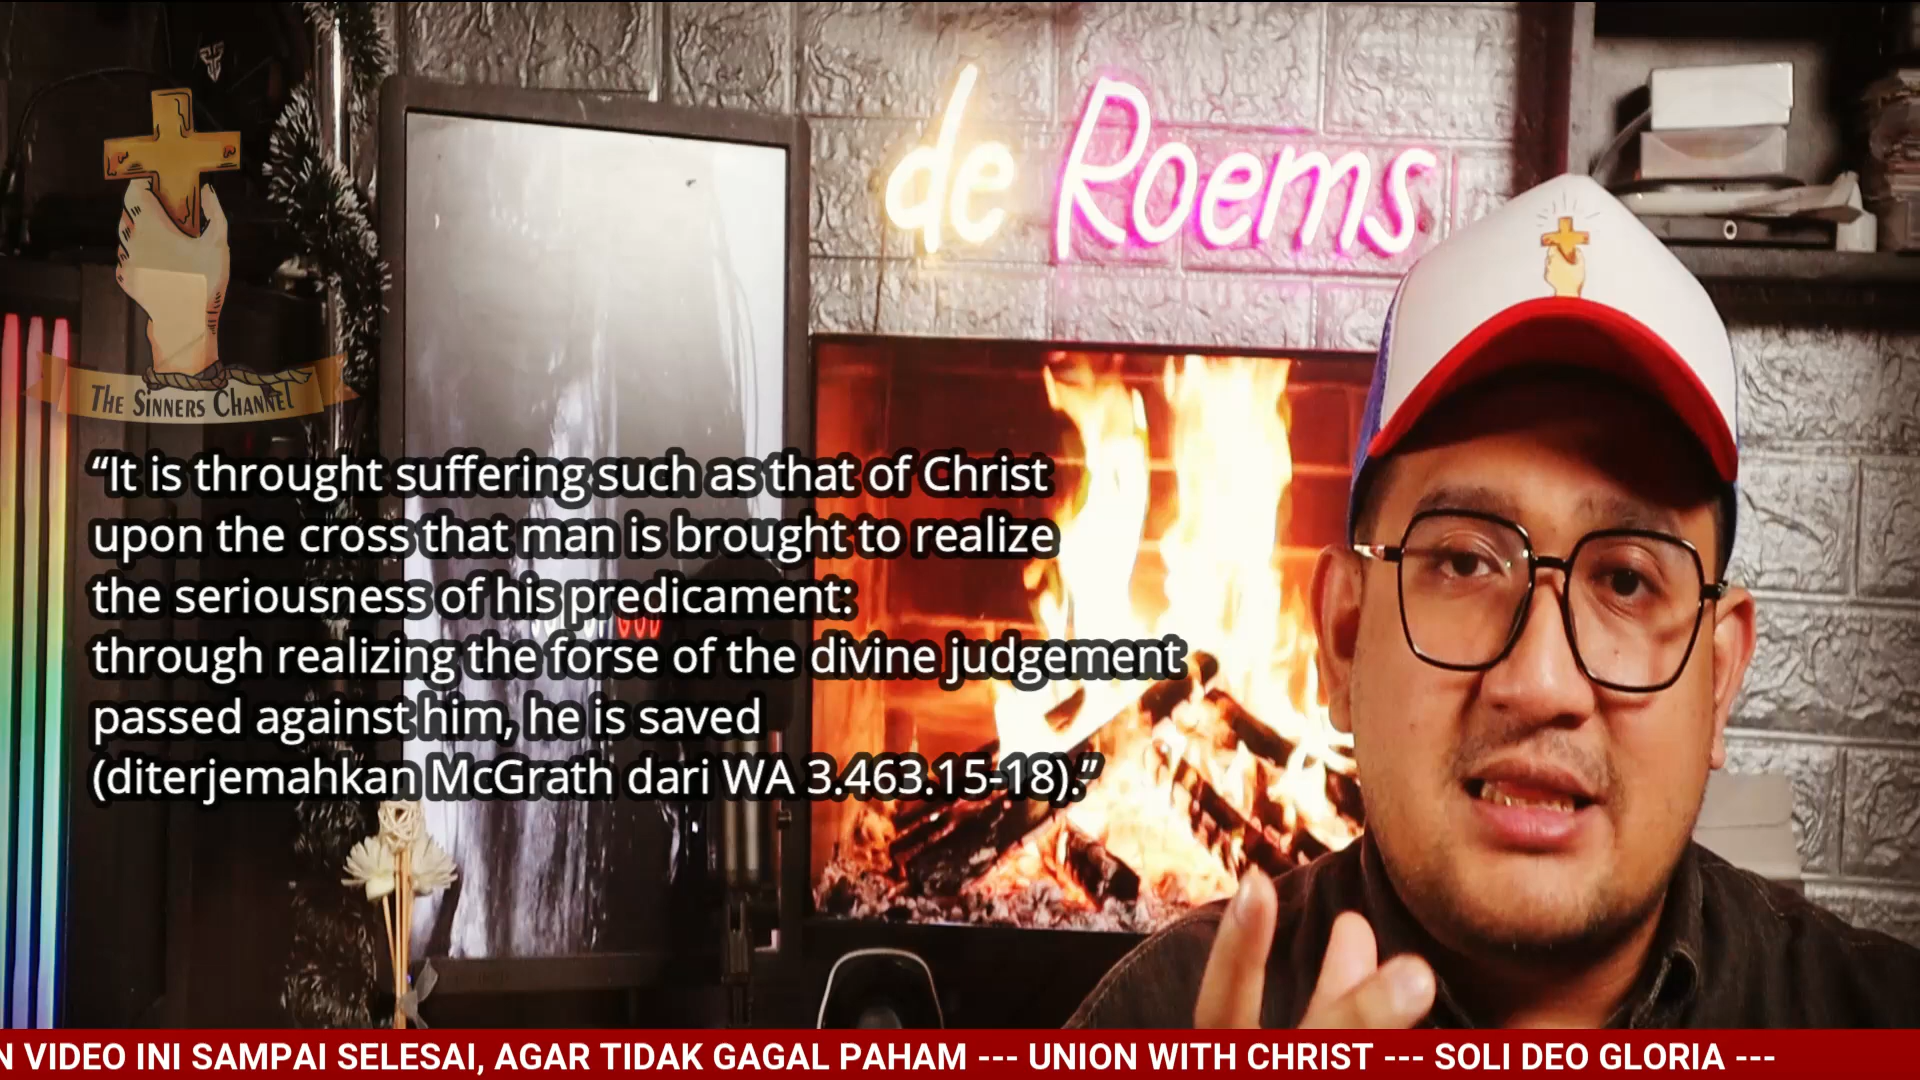 de Roems
The Sinners Channel
“It is throught suffering such as that of Christ
upon the cross that man is brought to realize
the seriousness of his predicament:
through realizing the forse of the divine judgement
passed against him, he is saved
(diterjemahkan McGrath dari WA 3.463.15-18).”
GOD
N VIDEO INI SAMPAI SELESAI, AGAR TIDAK GAGAL PAHAM --- UNION WITH CHRIST --- SOLI DEO GLORIA ---